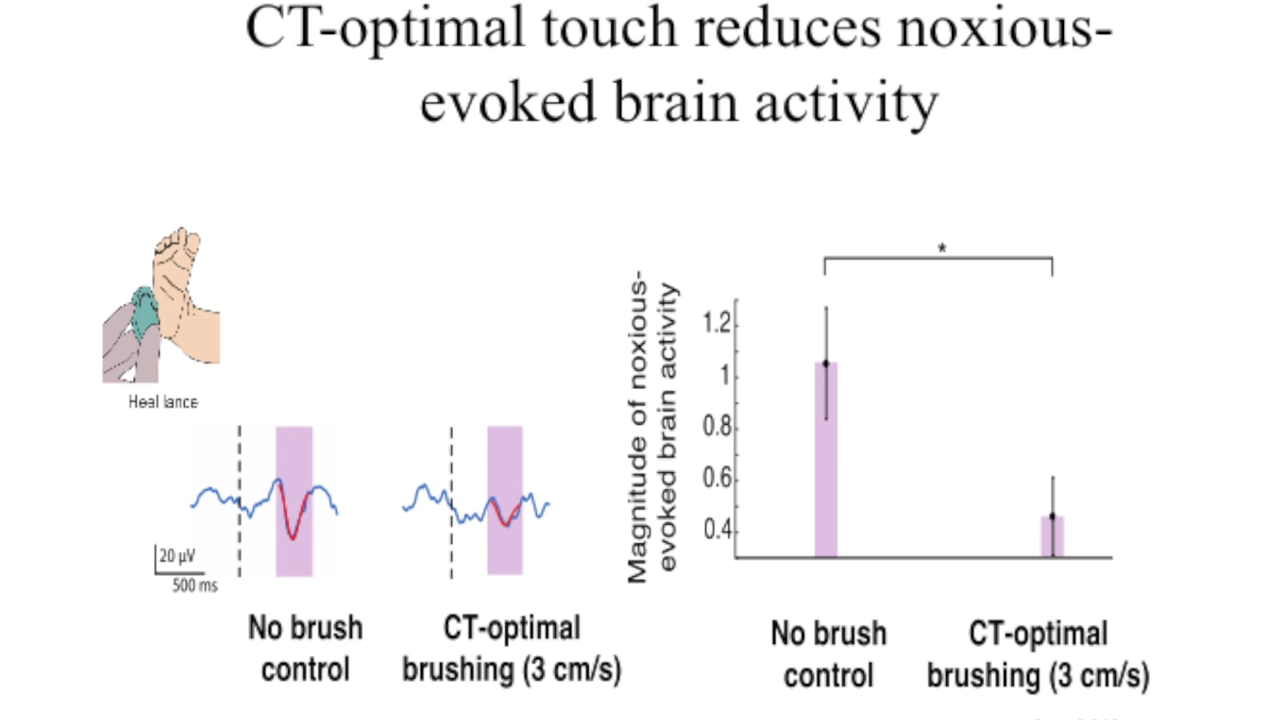 CT-optimal touch reduces noxious-
evoked brain activity
Heal lance
20 µV
500 ms
No brush
control
CT-optimal
brushing (3 cm/s)
Magnitude of noxious-
evoked brain activity
*
1.2
1
0.8
0.6
0.4
No brush
control
CT-optimal
brushing (3 cm/s)